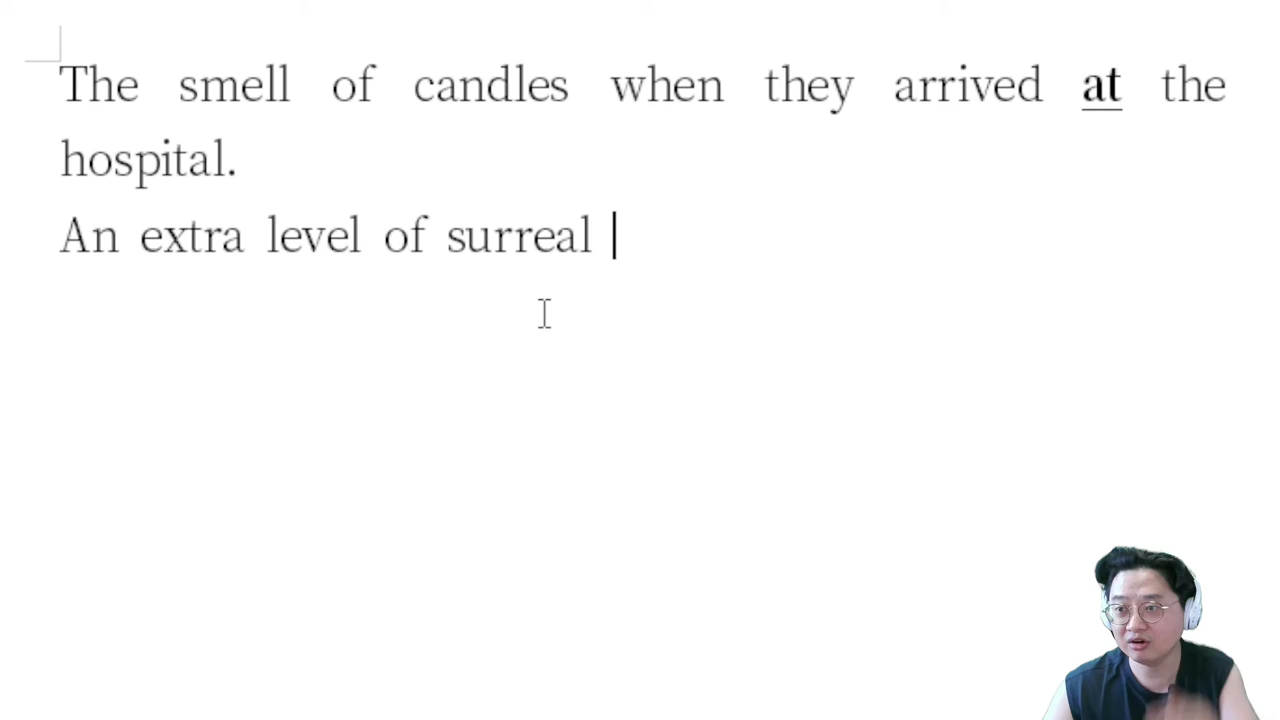 The smell of candles when they arrived at the
hospital.
An extra level of surreal